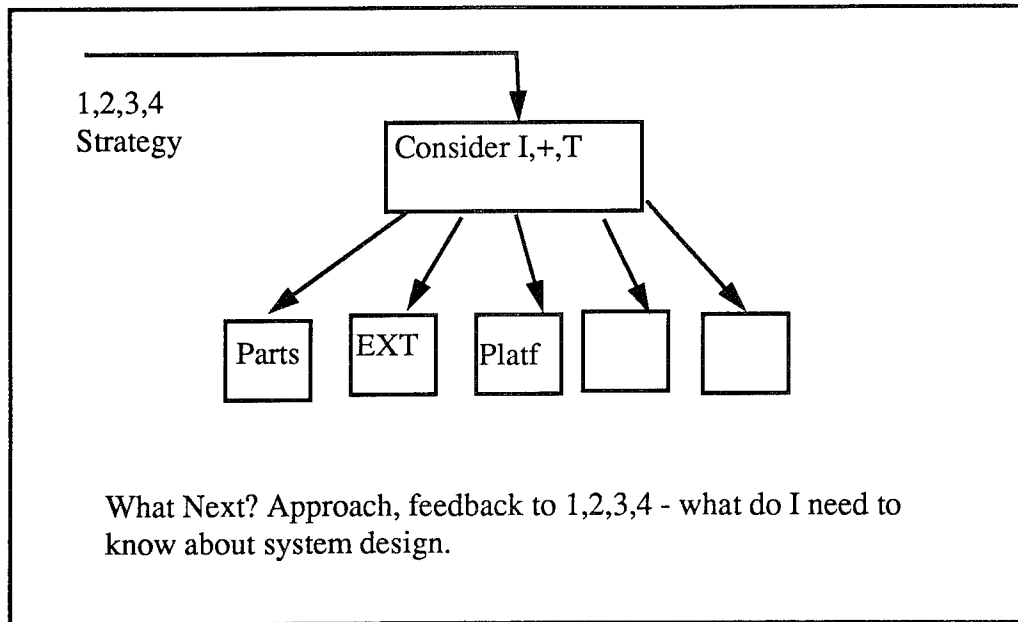 1,2,3,4
Strategy
Consider I,+,T
Parts
EXT
Platf
What Next? Approach, feedback to 1,2,3,4 - what do I need to
know about system design.